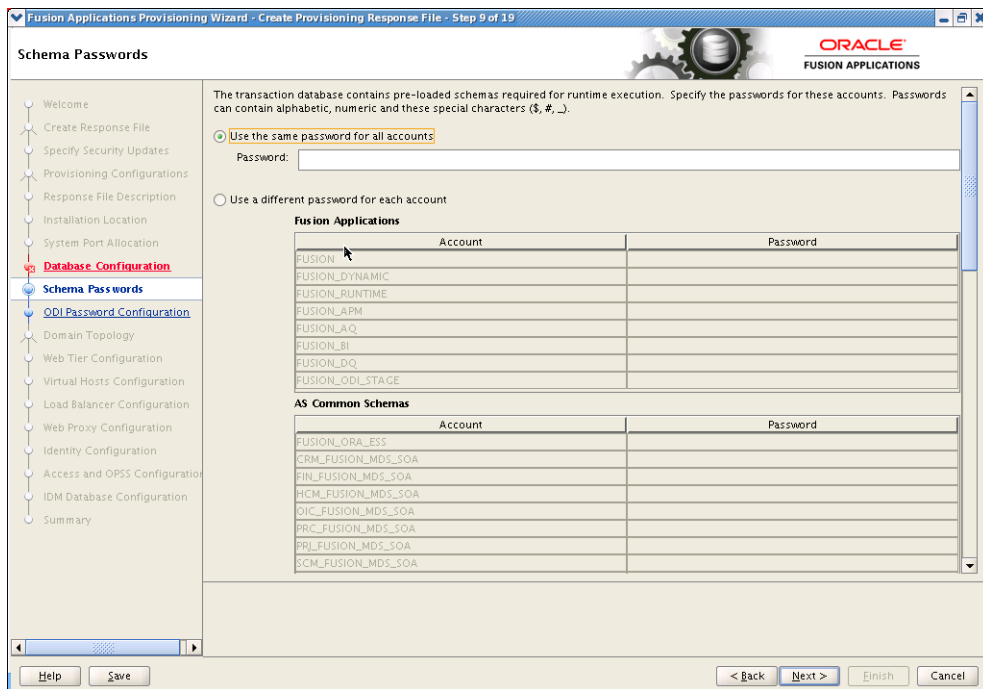 Fusion Applications Provisioning Wizard - Create Provisioning Response File - Step 9 of 19
Schema Passwords
ORACLE
FUSION APPLICATIONS
Welcome
Create Response File
Specify Security Updates
Provisioning Configurations
Response File Description
Installation Location
System Port Allocation
Database Configuration
Schema Passwords
ODI Password Configuration
Domain Topology
Web Tier Configuration
Virtual Hosts Configuration
Load Balancer Configuration
Web Proxy Configuration
Identity Configuration
Access and OPSS Configuration
IDM Database Configuration
Summary
The transaction database contains pre-loaded schemas required for runtime execution. Specify the passwords for these accounts. Passwords
can contain alphabetic, numeric and these special characters ($, #, _).
Use the same password for all accounts
Password:
Use a different password for each account
Fusion Applications
Account Password
FUSION
FUSION_DYNAMIC
FUSION_RUNTIME
FUSION_APM
FUSION_AQ
FUSION_BI
FUSION_DQ
FUSION_ODI_STAGE
AS Common Schemas
Account Password
FUSION_ORA_ESS
CRM_FUSION_MDS_SOA
FIN_FUSION_MDS_SOA
HCM_FUSION_MDS_SOA
OIC_FUSION_MDS_SOA
PRC_FUSION_MDS_SOA
PRJ_FUSION_MDS_SOA
SCM_FUSION_MDS_SOA
Help Save < Back Next > Finish Cancel